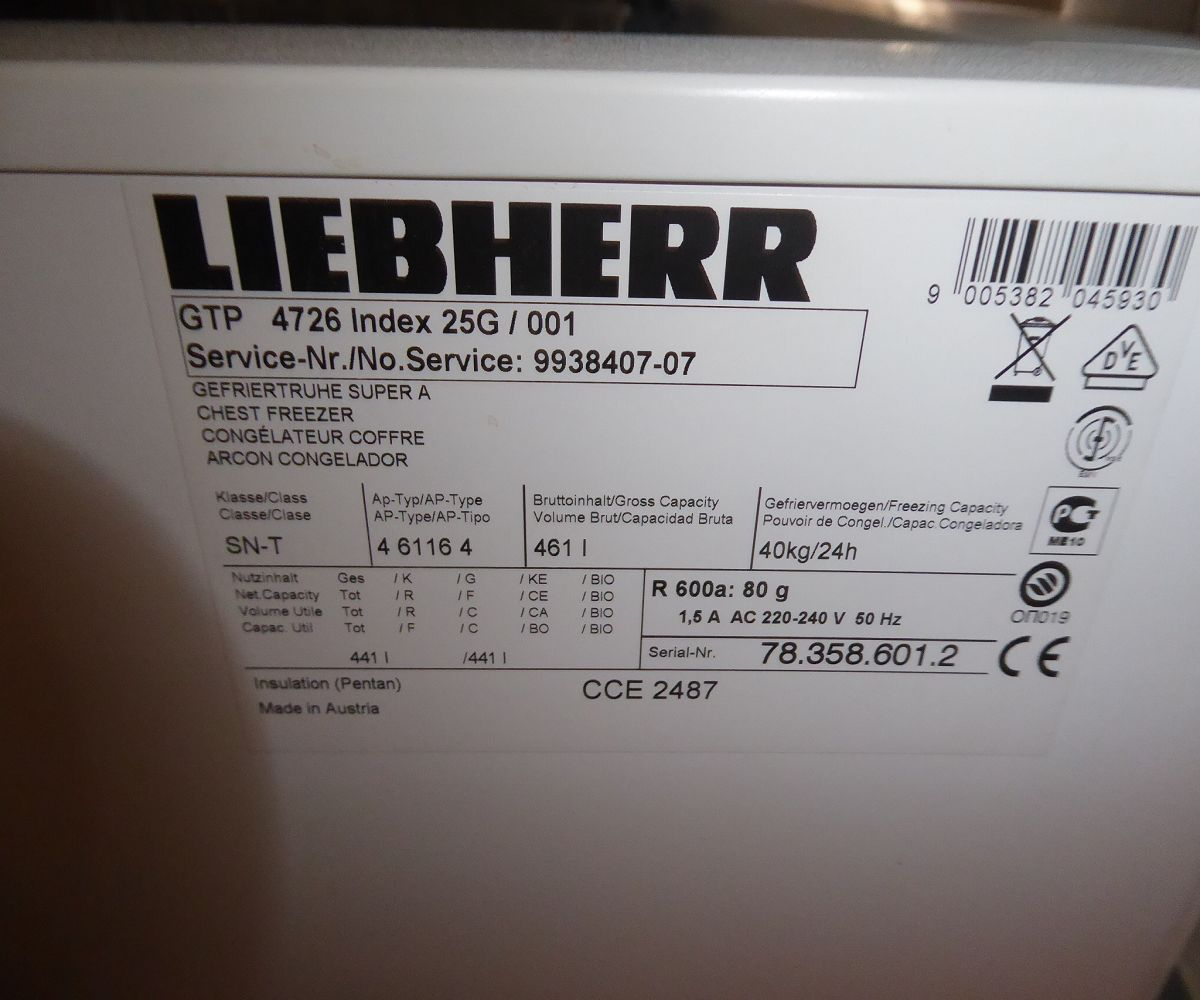 LIEBHERR
9 005382 045930
GTP 4726 Index 25G / 001
Service-Nr./No.Service: 9938407-07
GEFRIERTRUHE SUPER A
CHEST FREEZER
CONGÉLATEUR COFFRE
ARCON CONGELADOR
DVE
Klasse/Class
Classe/Clase
SN-T
Ap-Typ/AP-Type
AP-Type/AP-Tipo
4 6116 4
Bruttoinhalt/Gross Capacity
Volume Brut/Capacidad Bruta
461 l
Gefriervermoegen/Freezing Capacity
Pouvoir de Congel./Capac.Congeladora
40kg/24h
ME10
Nutzinhalt Ges / K / G / KE / BIO
Net.Capacity Tot / R / F / CE / BIO
Volume Utile Tot / R / C / CA / BIO
Capac. Util Tot / F / C / BO / BIO
441 l /441 l
R 600a: 80 g
1,5 A AC 220-240 V 50 Hz
ОП019
Serial-Nr. 78.358.601.2
CE
Insulation (Pentan)
CCE 2487
Made in Austria